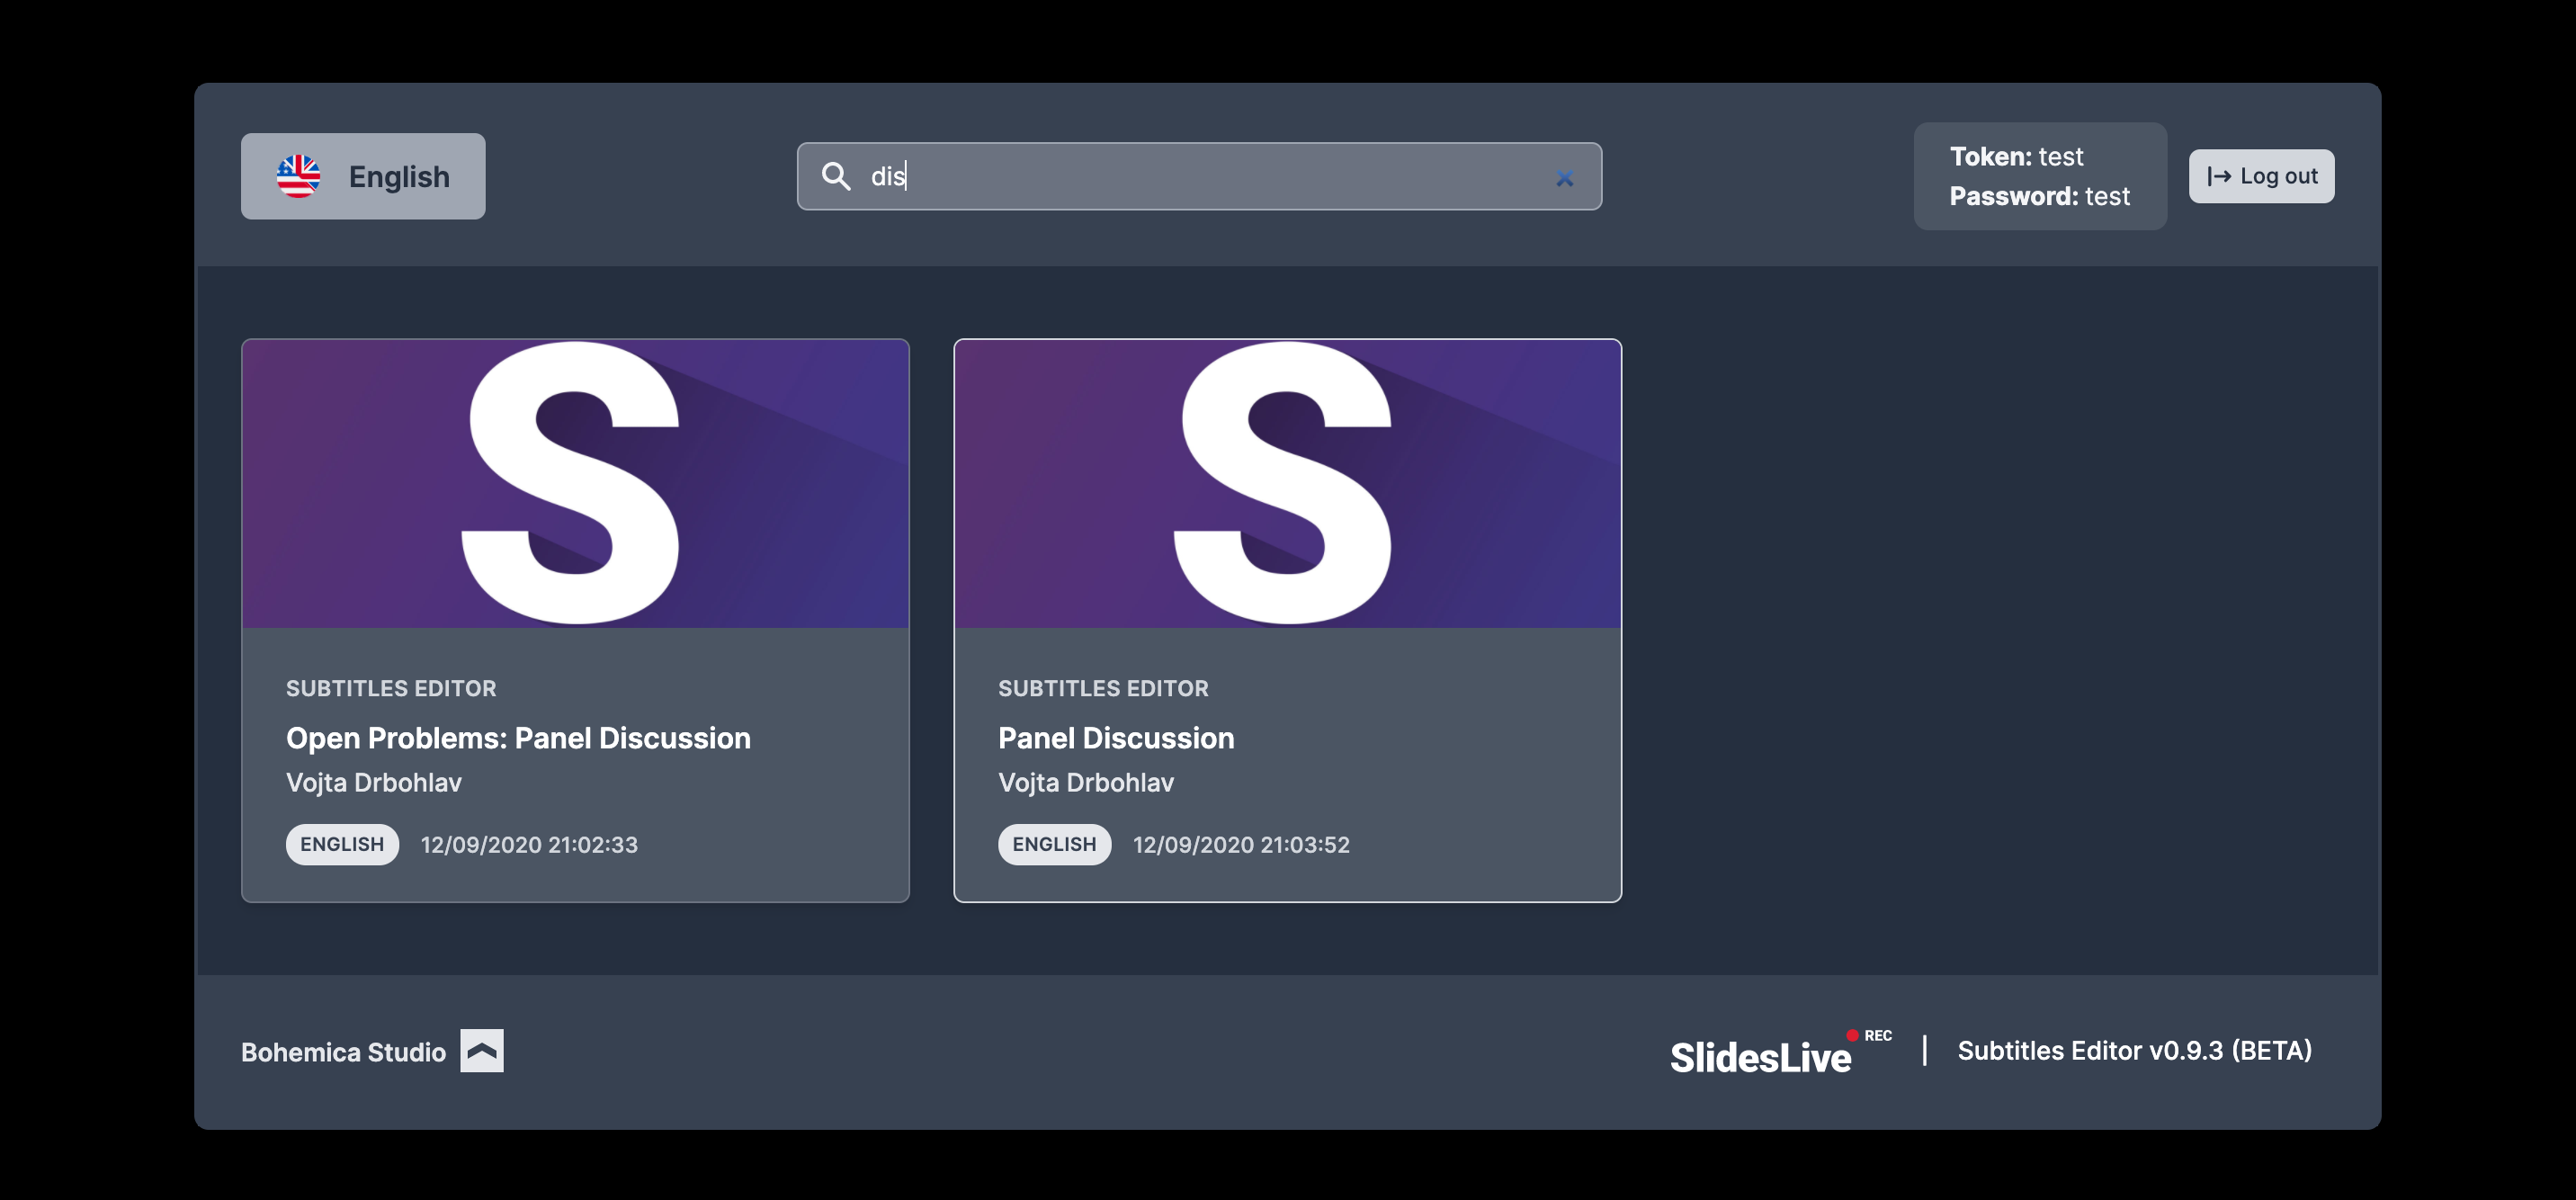 English
dis
Token: test
Password: test
Log out
S
SUBTITLES EDITOR
Open Problems: Panel Discussion
Vojta Drbohlav
ENGLISH 12/09/2020 21:02:33
S
SUBTITLES EDITOR
Panel Discussion
Vojta Drbohlav
ENGLISH 12/09/2020 21:03:52
Bohemica Studio
SlidesLive REC | Subtitles Editor v0.9.3 (BETA)